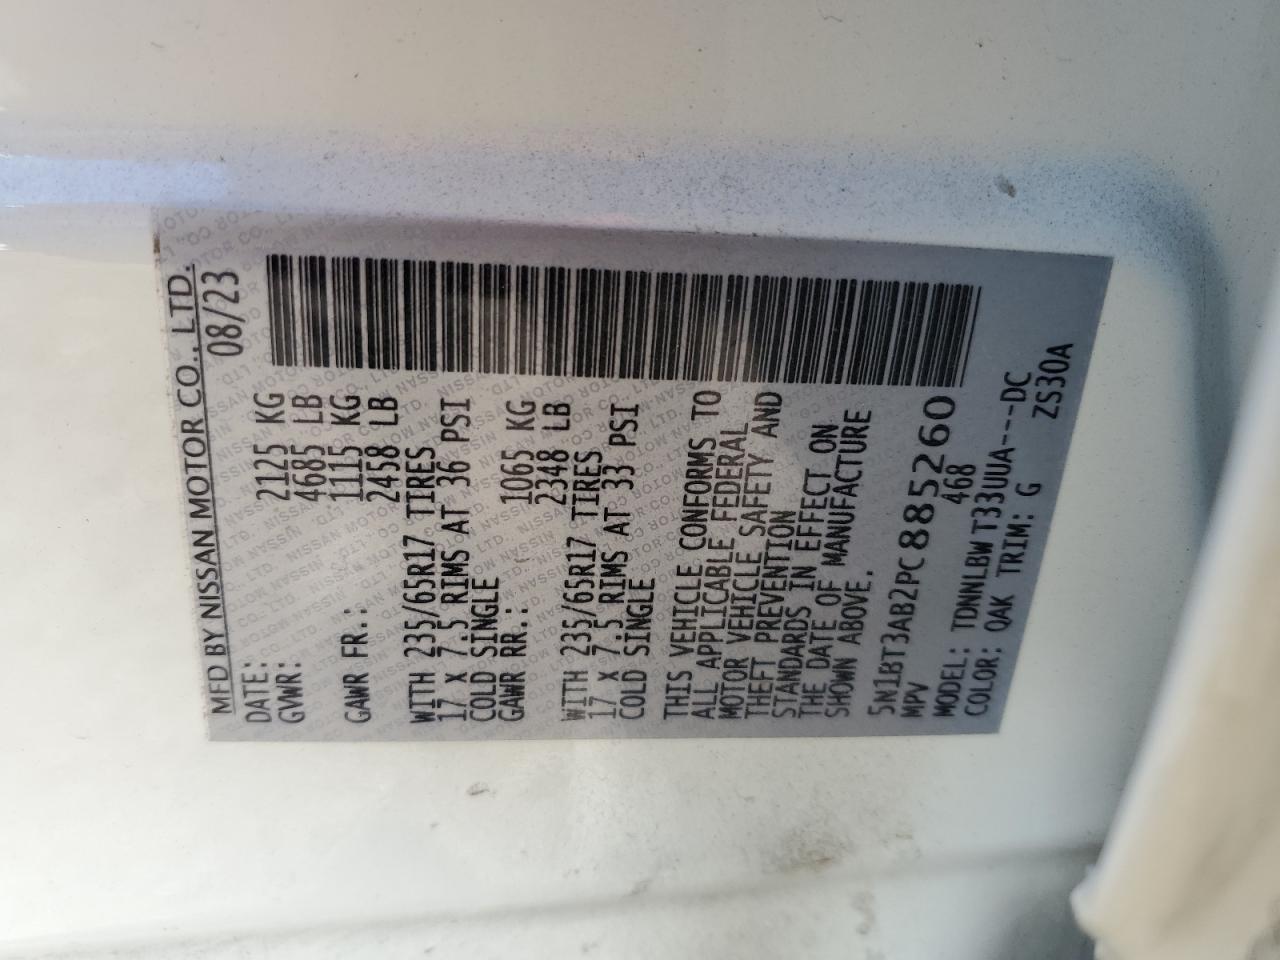 MFD BY NISSAN MOTOR CO., LTD.
DATE: 08/23
GVWR: 2125 KG
4685 LB
GAWR FR.: 1115 KG
2458 LB
WITH 235/65R17 TIRES
17 X 7.5 RIMS AT 36 PSI
COLD SINGLE
GAWR RR.: 1065 KG
2348 LB
WITH 235/65R17 TIRES
17 X 7.5 RIMS AT 33 PSI
COLD SINGLE
THIS VEHICLE CONFORMS TO
ALL APPLICABLE FEDERAL
MOTOR VEHICLE SAFETY AND
THEFT PREVENTION
STANDARDS IN EFFECT ON
THE DATE OF MANUFACTURE
SHOWN ABOVE.
5N1BT3AB2PC885260
MPV 468
MODEL: TDNNLBW T33UUA---DC
COLOR: QAK TRIM: G ZS30A